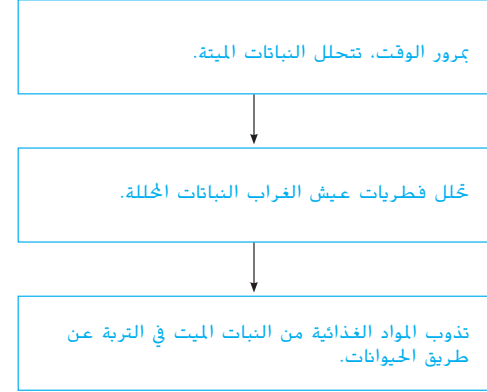 بمرور الوقت، تتحلل النباتات الميتة.
تحلل فطريات عيش الغراب النباتات المحللة.
تذوب المواد الغذائية من النبات الميت في التربة عن
طريق الحيوانات.